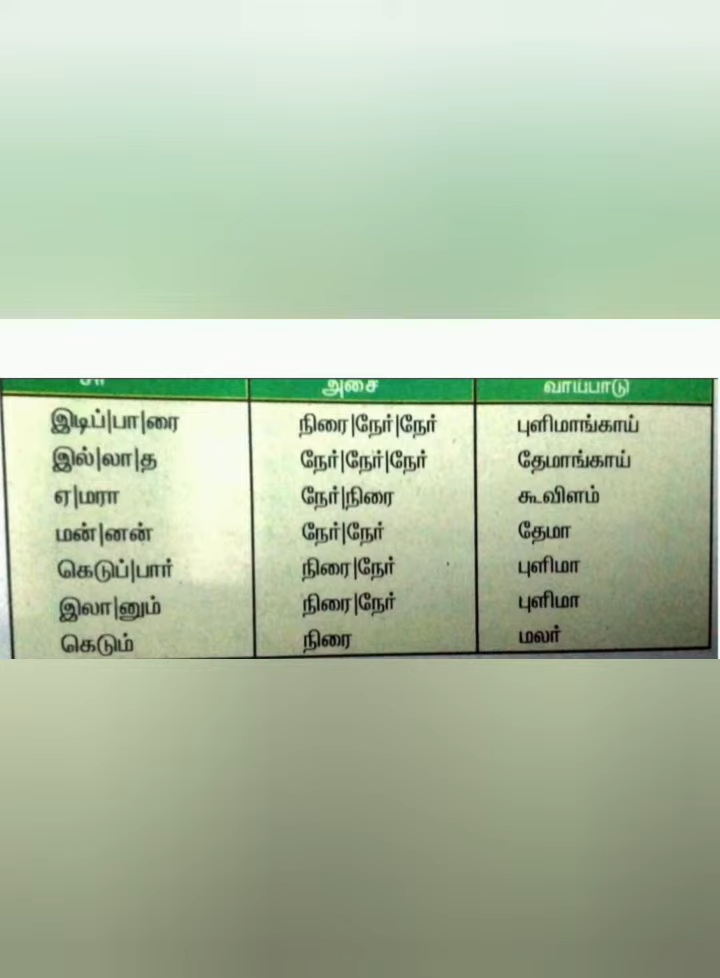 சீர் அசை வாய்பாடு
இடிப்|பா|ரை நிரை|நேர்|நேர் புளிமாங்காய்
இல்|லா|த நேர்|நேர்|நேர் தேமாங்காய்
ஏ|மரா நேர்|நிரை கூவிளம்
மன்|னன் நேர்|நேர் தேமா
கெடுப்|பார் நிரை|நேர் புளிமா
இலா|னும் நிரை|நேர் புளிமா
கெடும் நிரை மலர்